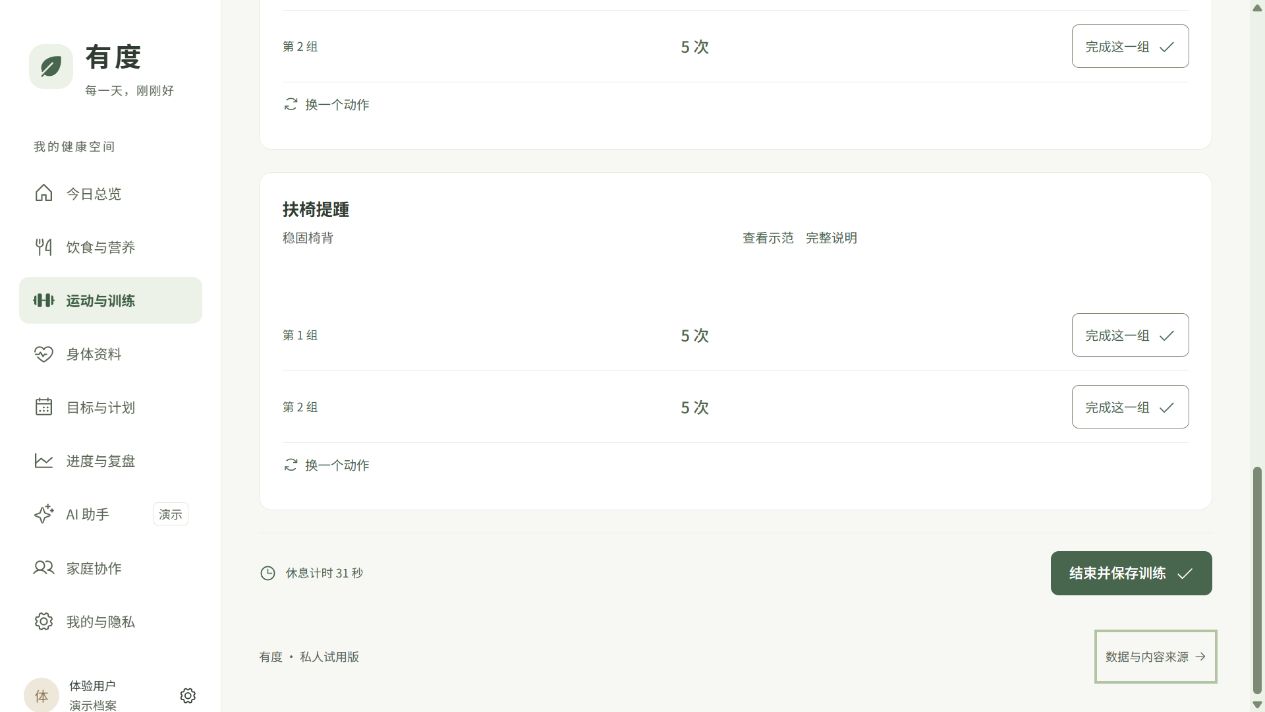 有度
每一天，刚刚好
我的健康空间
今日总览
饮食与营养
运动与训练
身体资料
目标与计划
进度与复盘
AI 助手 演示
家庭协作
我的与隐私
体 体验用户
演示档案
第 2 组 5 次 完成这一组
换一个动作
扶椅提踵
稳固椅背 查看示范 完整说明
第 1 组 5 次 完成这一组
第 2 组 5 次 完成这一组
换一个动作
休息计时 31 秒 结束并保存训练
有度 · 私人试用版 数据与内容来源 →